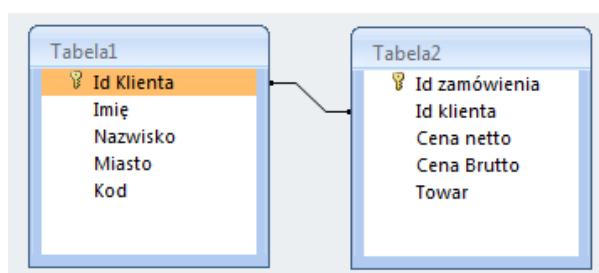 Tabela1
Id Klienta
Imię
Nazwisko
Miasto
Kod
Tabela2
Id zamówienia
Id klienta
Cena netto
Cena Brutto
Towar